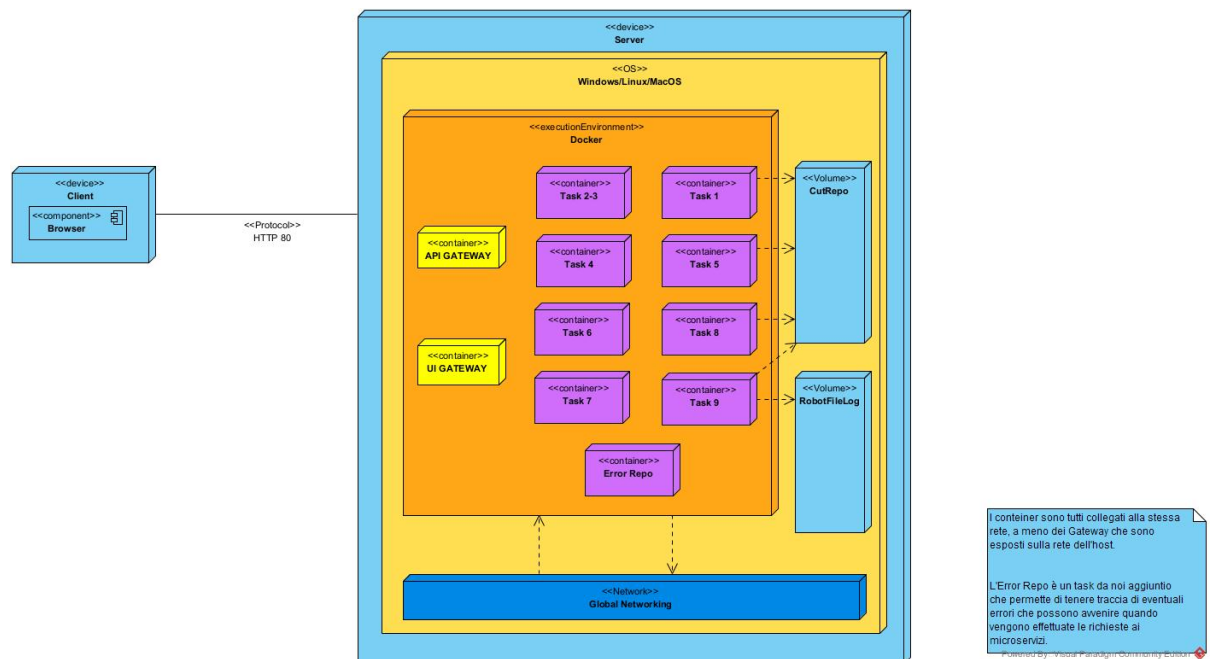 <<device>>
Server
<<OS>>
Windows/Linux/MacOS
<<executionEnvironment>>
Docker
<<device>>
Client
<<component>>
Browser
<<Protocol>>
HTTP 80
<<container>>
API GATEWAY
<<container>>
UI GATEWAY
<<container>>
Task 2-3
<<container>>
Task 1
<<container>>
Task 4
<<container>>
Task 5
<<container>>
Task 6
<<container>>
Task 8
<<container>>
Task 7
<<container>>
Task 9
<<container>>
Error Repo
<<Volume>>
CutRepo
<<Volume>>
RobotFileLog
<<Network>>
Global Networking
I conteiner sono tutti collegati alla stessa
rete, a meno dei Gateway che sono
esposti sulla rete dell'host.
L'Error Repo è un task da noi aggiuntio
che permette di tenere traccia di eventuali
errori che possono avvenire quando
vengono effettuate le richieste ai
microservizi.
Powered By: Visual Paradigm Community Edition